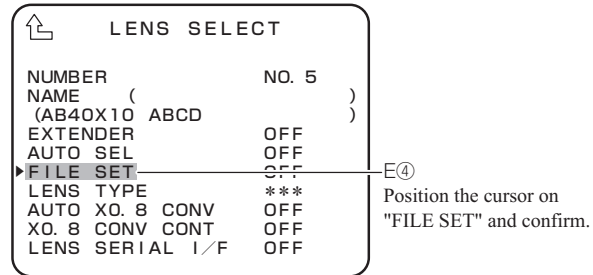 LENS SELECT
NUMBER NO. 5
NAME ( )
(AB40X10 ABCD )
EXTENDER OFF
AUTO SEL OFF
FILE SET OFF
LENS TYPE ***
AUTO X0. 8 CONV OFF
X0. 8 CONV CONT OFF
LENS SERIAL I/F OFF
E④
Position the cursor on
"FILE SET" and confirm.